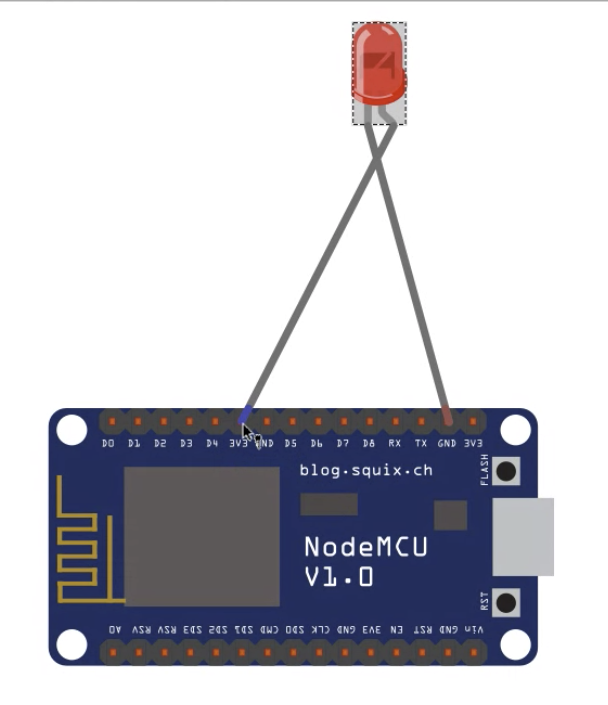 D0 D1 D2 D3 D4 3V3 GND D5 D6 D7 D8 RX TX GND 3V3
FLASH
blog.squix.ch
NodeMCU
V1.0
RST
A0 RSV RSV SD3 SD2 SD1 CMD SD0 CLK GND 3V3 EN RST GND Vin